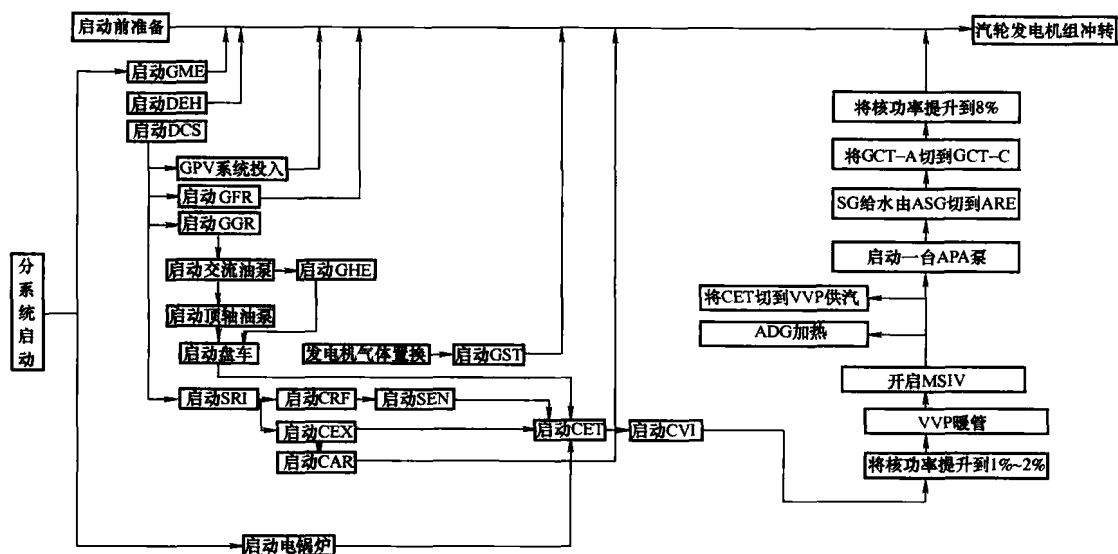 启动前准备
汽轮发电机组冲转
启动GME
启动DEH
启动DCS
将核功率提升到8%
GPV系统投入
将GCT-A切到GCT-C
启动GFR
SG给水由ASG切到ARE
启动GGR
分系统启动
启动交流油泵
启动GHE
启动一台APA泵
将CET切到VVP供汽
启动顶轴油泵
ADG加热
启动盘车
发电机气体置换
启动GST
开启MSIV
启动SRI
启动CRF
启动SEN
VVP暖管
启动CEX
启动CET
启动CVI
启动CAR
将核功率提升到1%~2%
启动电锅炉